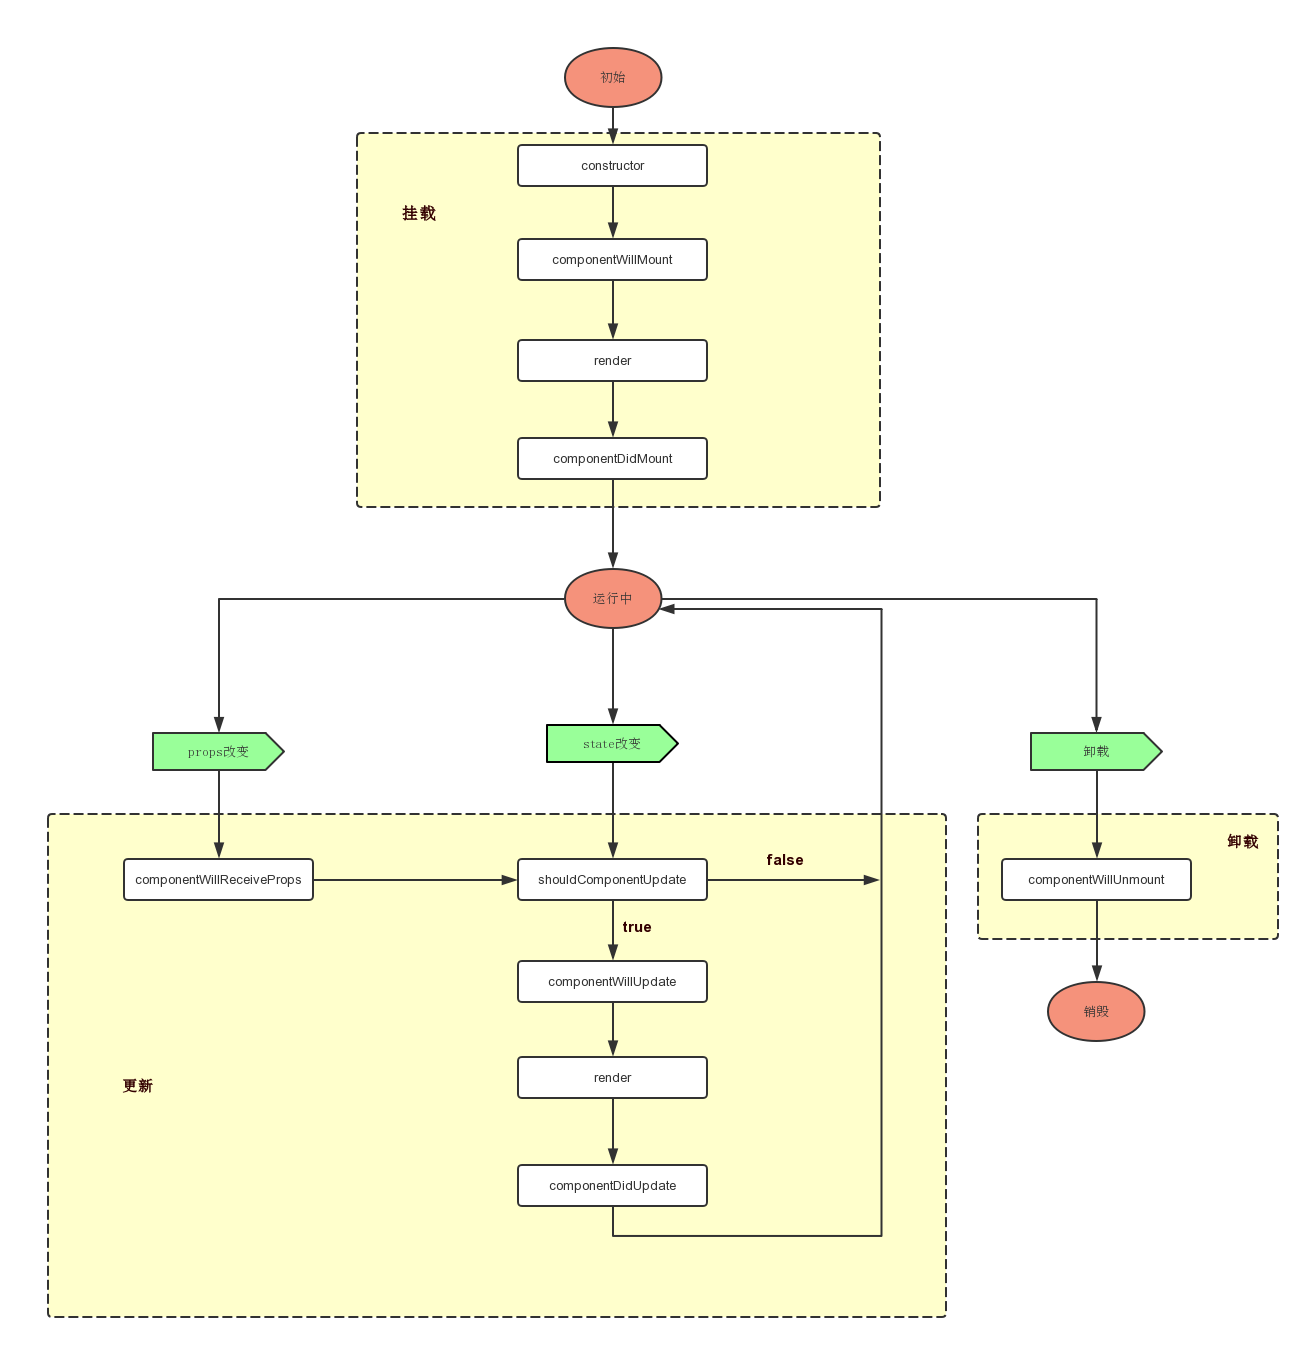 初始
constructor
挂载
componentWillMount
render
componentDidMount
运行中
props改变
state改变
卸载
卸载
false
componentWillReceiveProps
shouldComponentUpdate
componentWillUnmount
true
componentWillUpdate
销毁
render
更新
componentDidUpdate